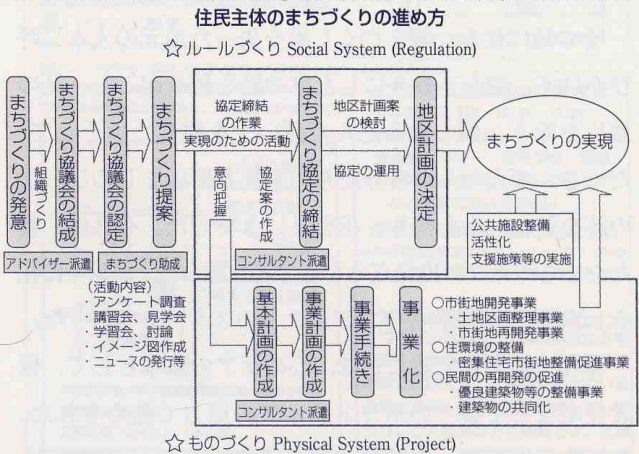 住民主体のまちづくりの進め方
☆ ルールづくり Social System (Regulation)
まちづくりの発意
組織づくり
まちづくり協議会の結成
まちづくり協議会の認定
まちづくり提案
協定締結
の作業
実現のための活動
意向把握
協定案の作成
まちづくり協定の締結
地区計画案
の検討
協定の運用
地区計画の決定
まちづくりの実現
アドバイザー派遣
まちづくり助成
コンサルタント派遣
公共施設整備
活性化
支援施策等の実施
(活動内容)
・アンケート調査
・講習会、見学会
・学習会、討論
・イメージ図作成
・ニュースの発行等
基本計画の作成
事業計画の作成
事業手続き
事業化
コンサルタント派遣
○市街地開発事業
・土地区画整理事業
・市街地再開発事業
○住環境の整備
・密集住宅市街地整備促進事業
○民間の再開発の促進
・優良建築物等の整備事業
・建築物の共同化
☆ ものづくり Physical System (Project)